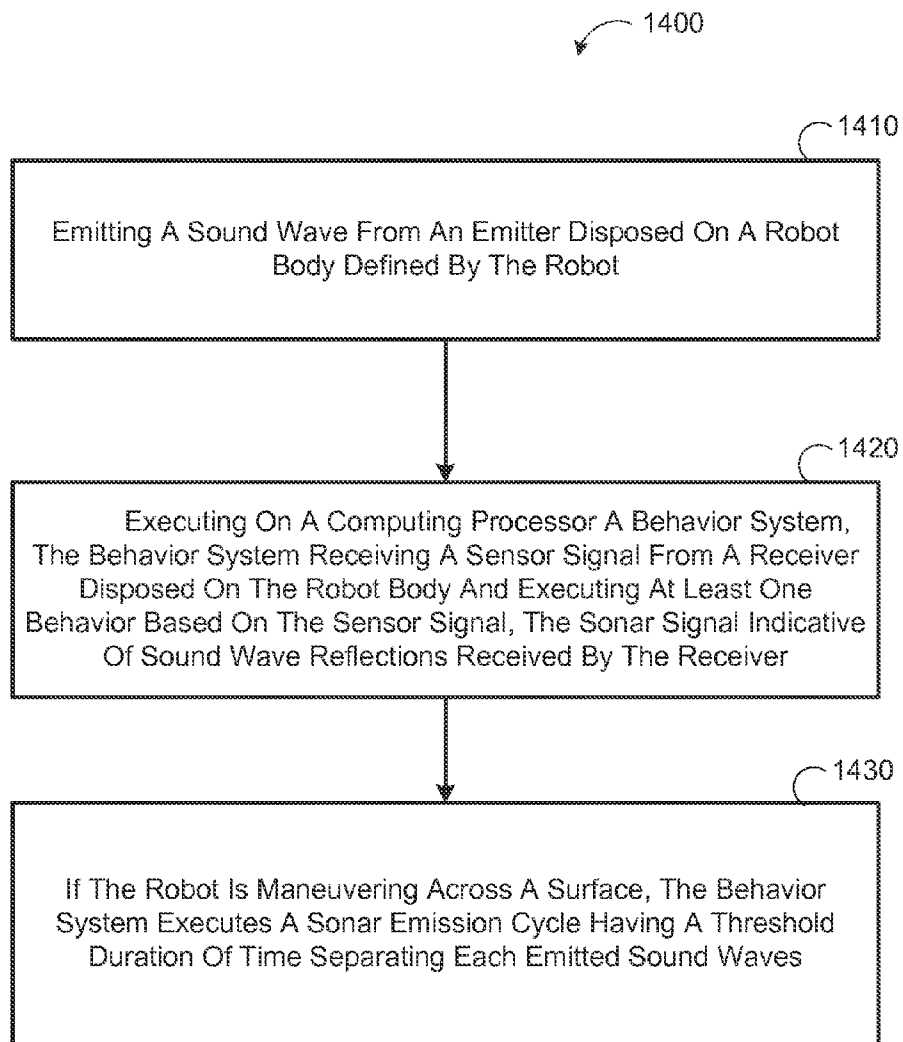 1400
1410
Emitting A Sound Wave From An Emitter Disposed On A Robot
Body Defined By The Robot
1420
Executing On A Computing Processor A Behavior System,
The Behavior System Receiving A Sensor Signal From A Receiver
Disposed On The Robot Body And Executing At Least One
Behavior Based On The Sensor Signal, The Sonar Signal Indicative
Of Sound Wave Reflections Received By The Receiver
1430
If The Robot Is Maneuvering Across A Surface, The Behavior
System Executes A Sonar Emission Cycle Having A Threshold
Duration Of Time Separating Each Emitted Sound Waves